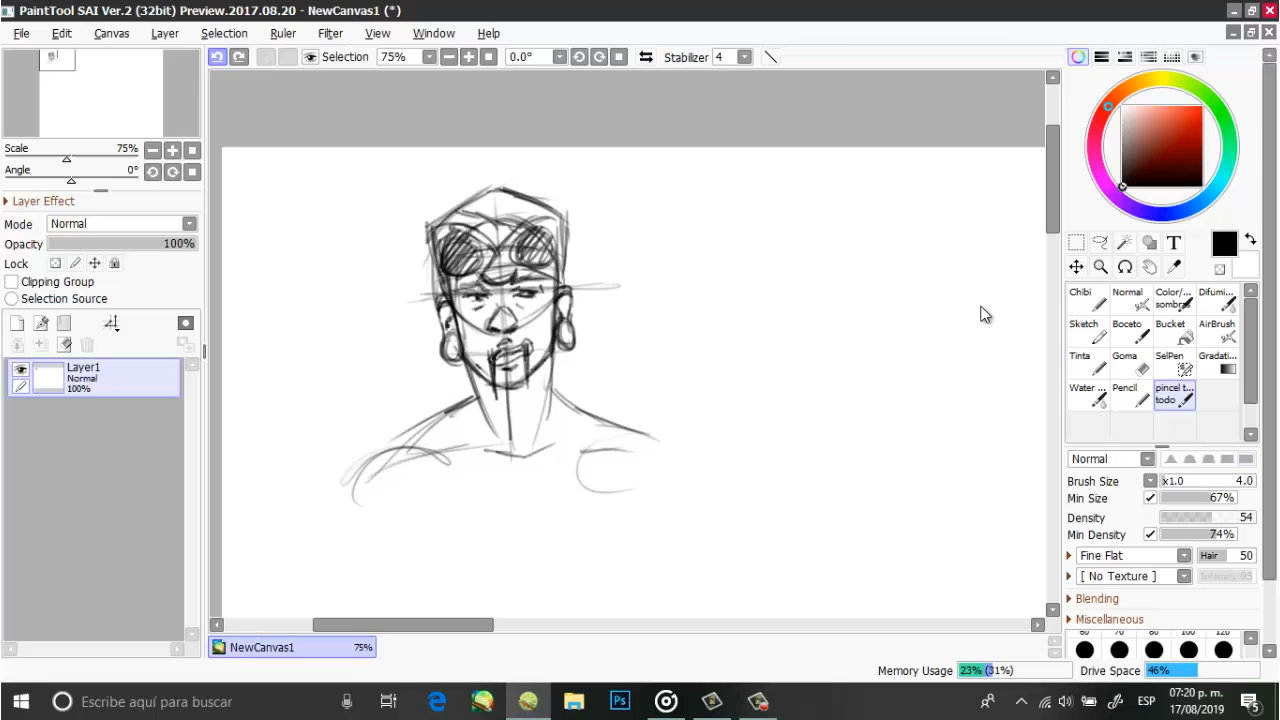 PaintTool SAI Ver.2 (32bit) Preview.2017.08.20 - NewCanvas1 (*)
File Edit Canvas Layer Selection Ruler Filter View Window Help
Selection 75% 0.0° Stabilizer 4
Scale 75%
Angle 0°
Layer Effect
Mode Normal
Opacity 100%
Lock
Clipping Group
Selection Source
Layer1
Normal
100%
T
Chibi Normal Color/... sombra Difumi...
Sketch Boceto Bucket AirBrush
Tinta Goma SelPen Gradati...
Water ... Pencil pincel t... todo
Normal
Brush Size x1.0 4.0
Min Size 67%
Density 54
Min Density 74%
Fine Flat Hair 50
[ No Texture ] Intensity 95
Blending
Miscellaneous
60 70 80 100 120
NewCanvas1 75%
Memory Usage 23% (31%) Drive Space 46%
Escribe aquí para buscar
Ps
ESP
07:20 p. m.
17/08/2019
5